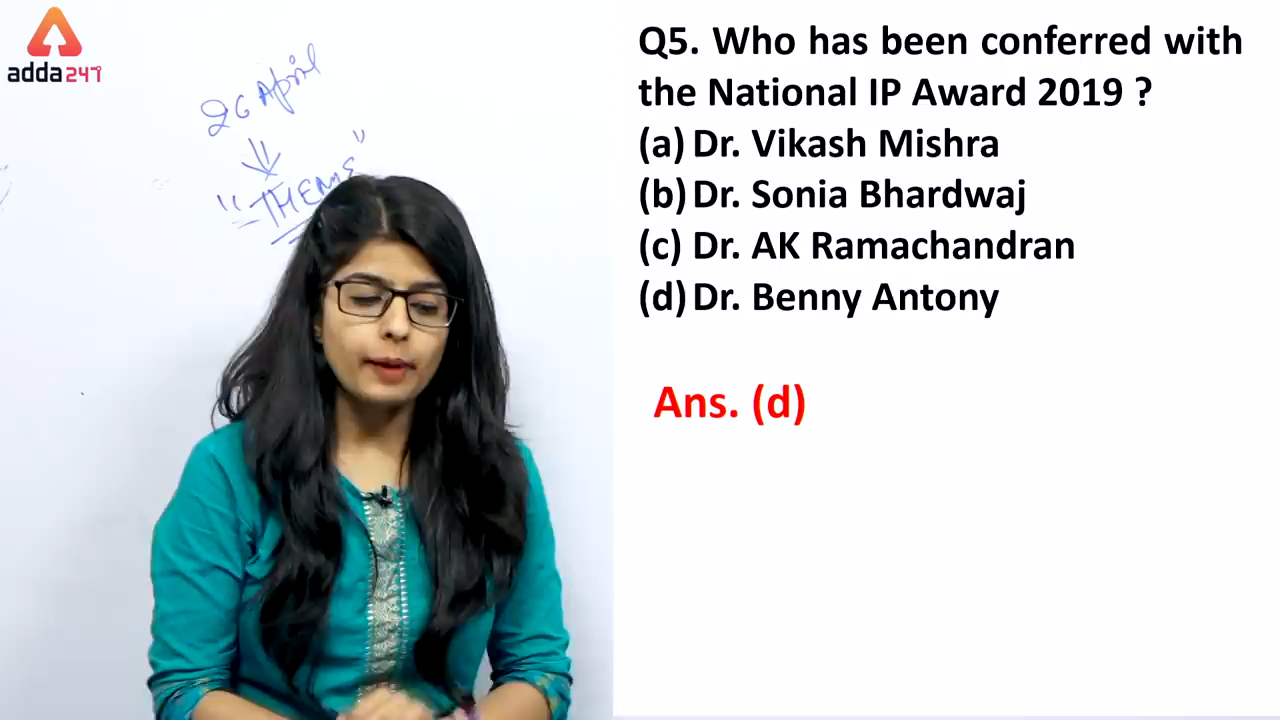 adda247
26 April
"THEME"
Q5. Who has been conferred with
the National IP Award 2019 ?
(a) Dr. Vikash Mishra
(b) Dr. Sonia Bhardwaj
(c) Dr. AK Ramachandran
(d) Dr. Benny Antony
Ans. (d)